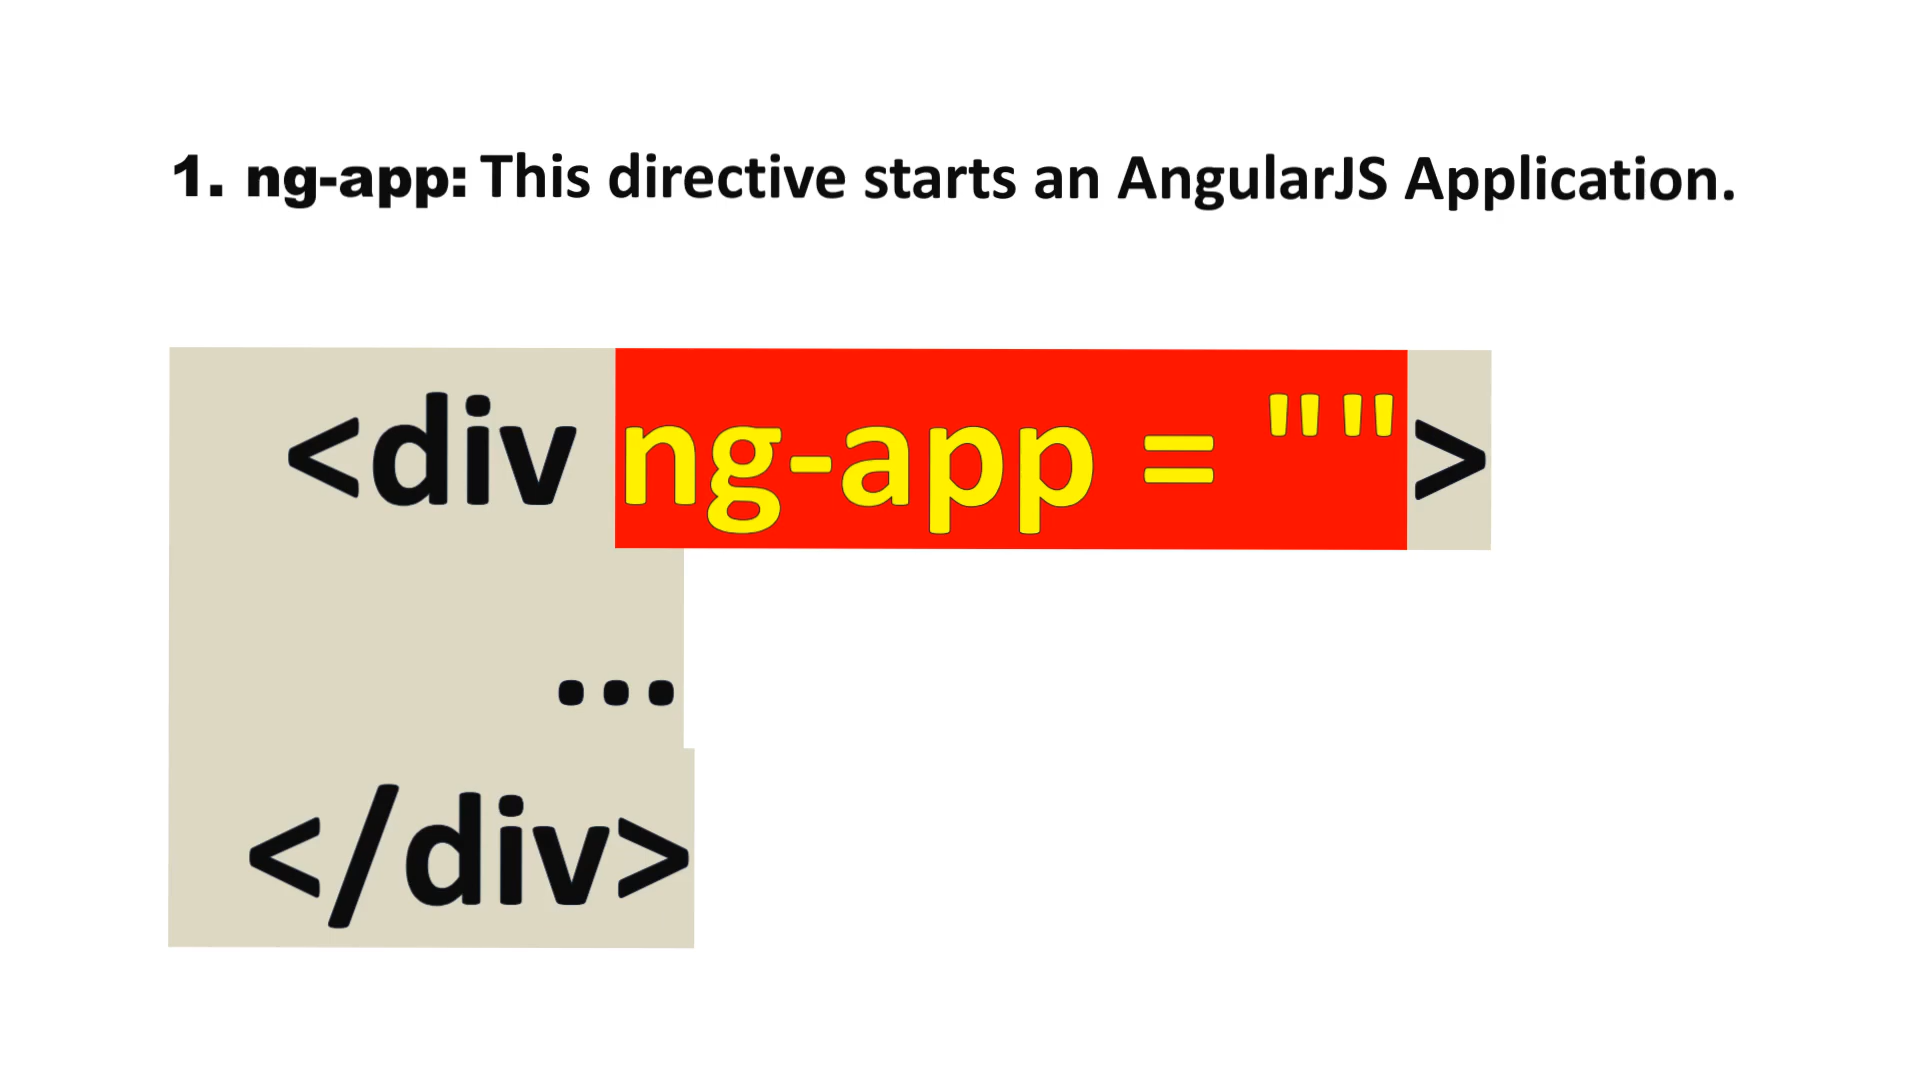 1. ng-app: This directive starts an AngularJS Application.
<div ng-app = "">
...
</div>